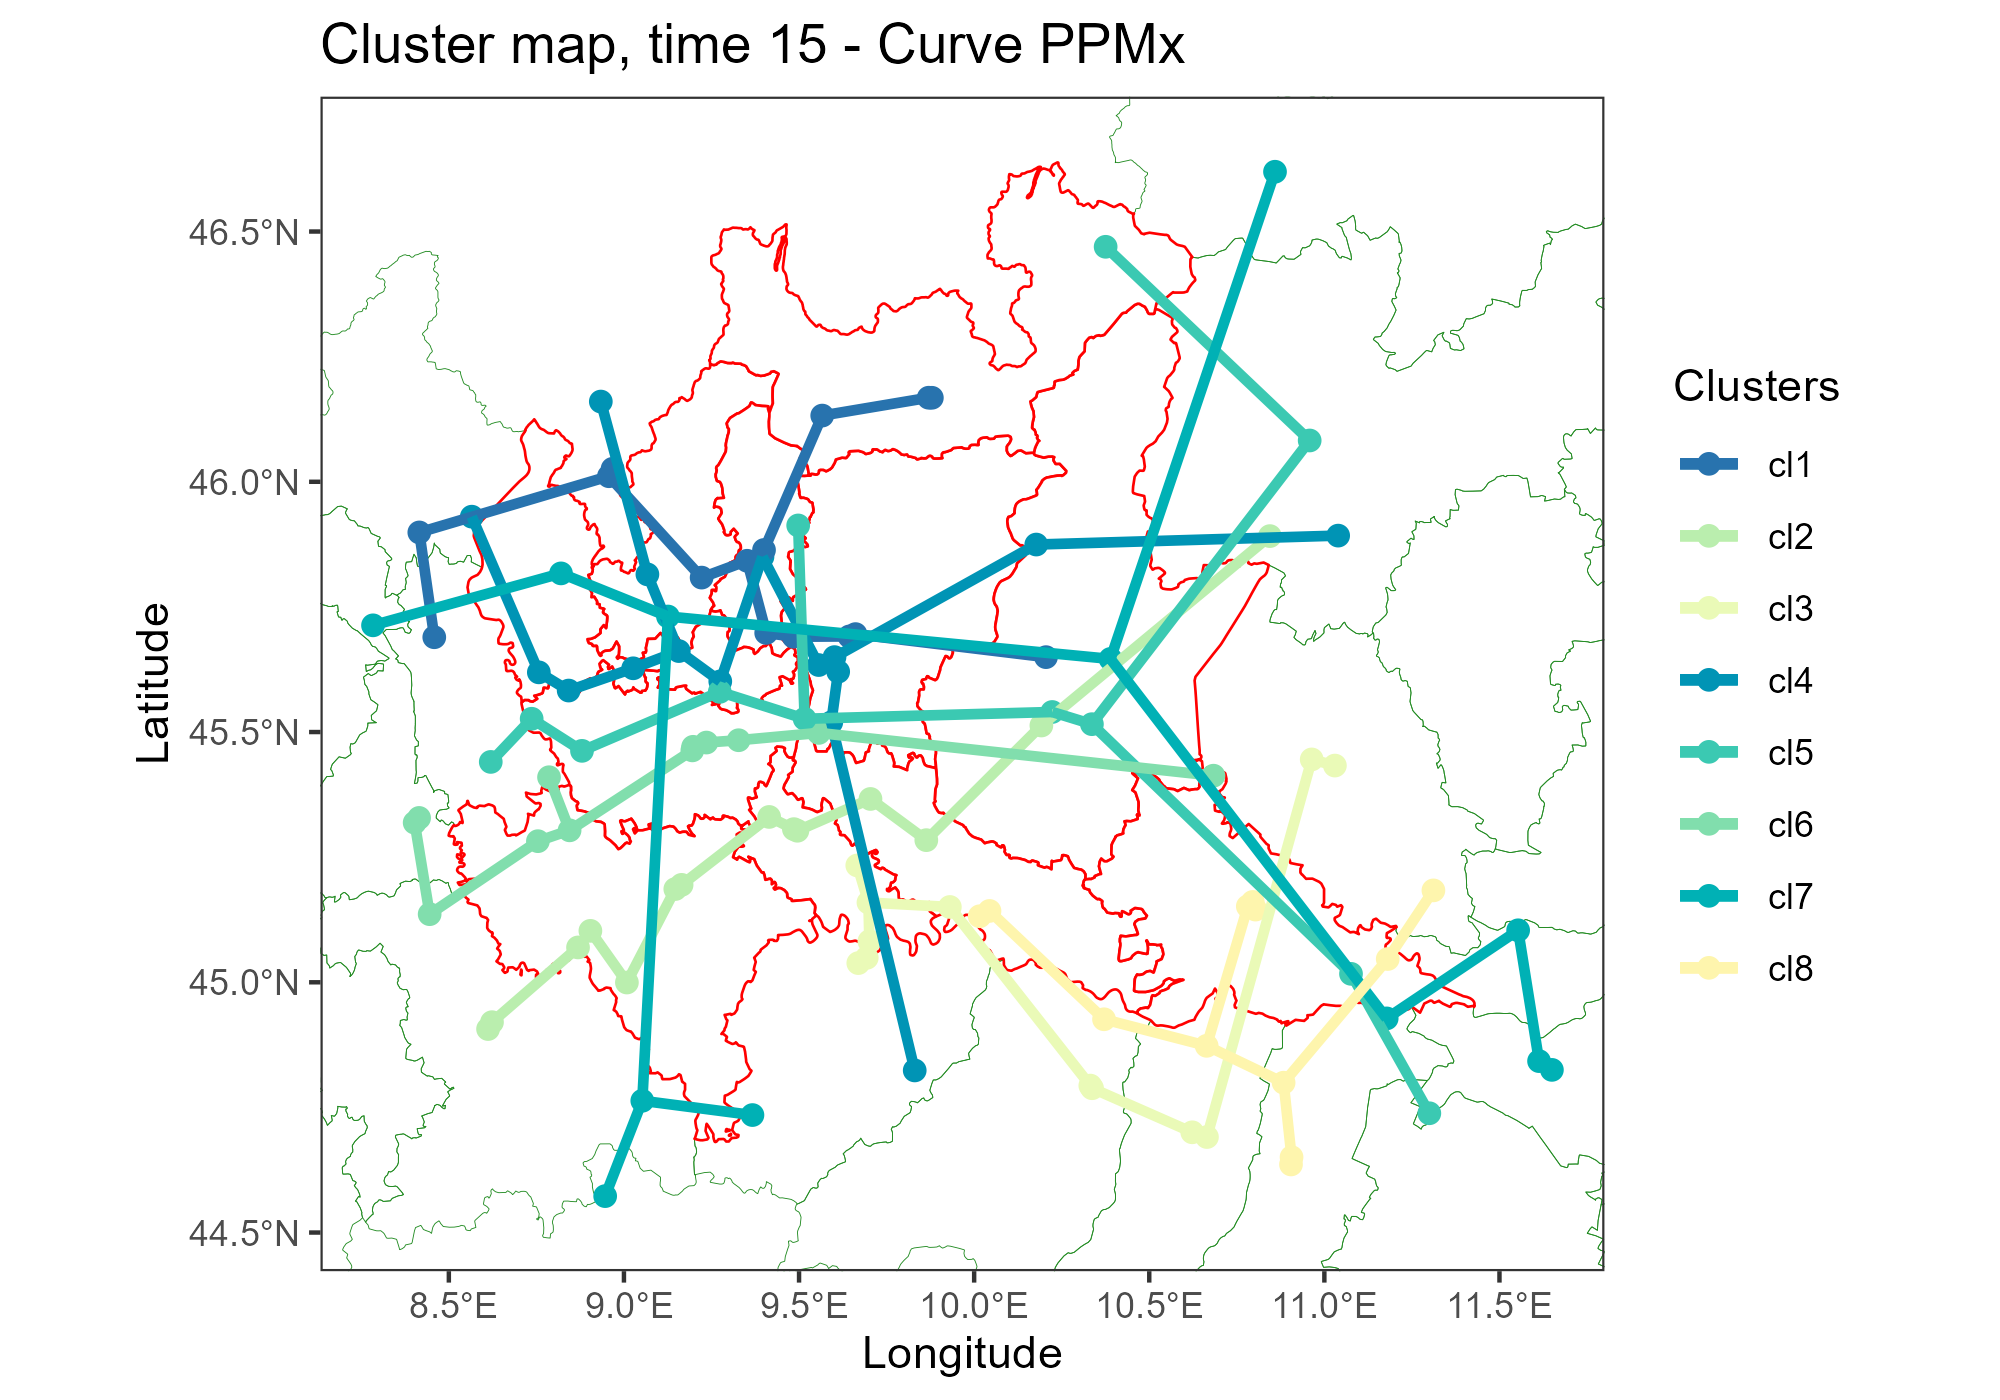 Cluster map, time 15 - Curve PPMx
46.5°N
46.0°N
45.5°N
45.0°N
44.5°N
Latitude
8.5°E
9.0°E
9.5°E
10.0°E
10.5°E
11.0°E
11.5°E
Longitude
Clusters
cl1
cl2
cl3
cl4
cl5
cl6
cl7
cl8